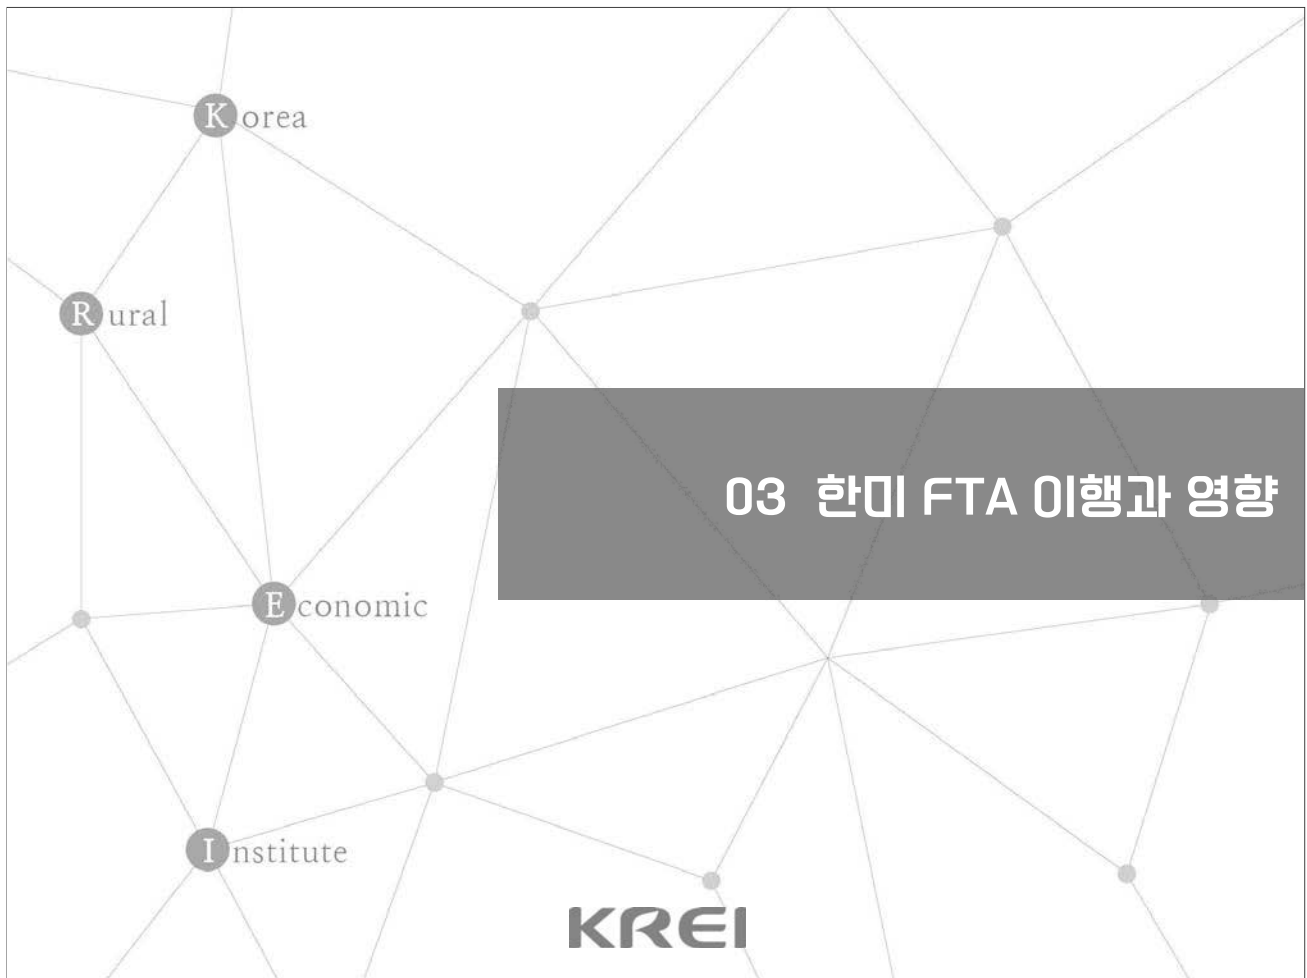 Korea
Rural
03 한미 FTA 이행과 영향
Economic
Institute
KREI